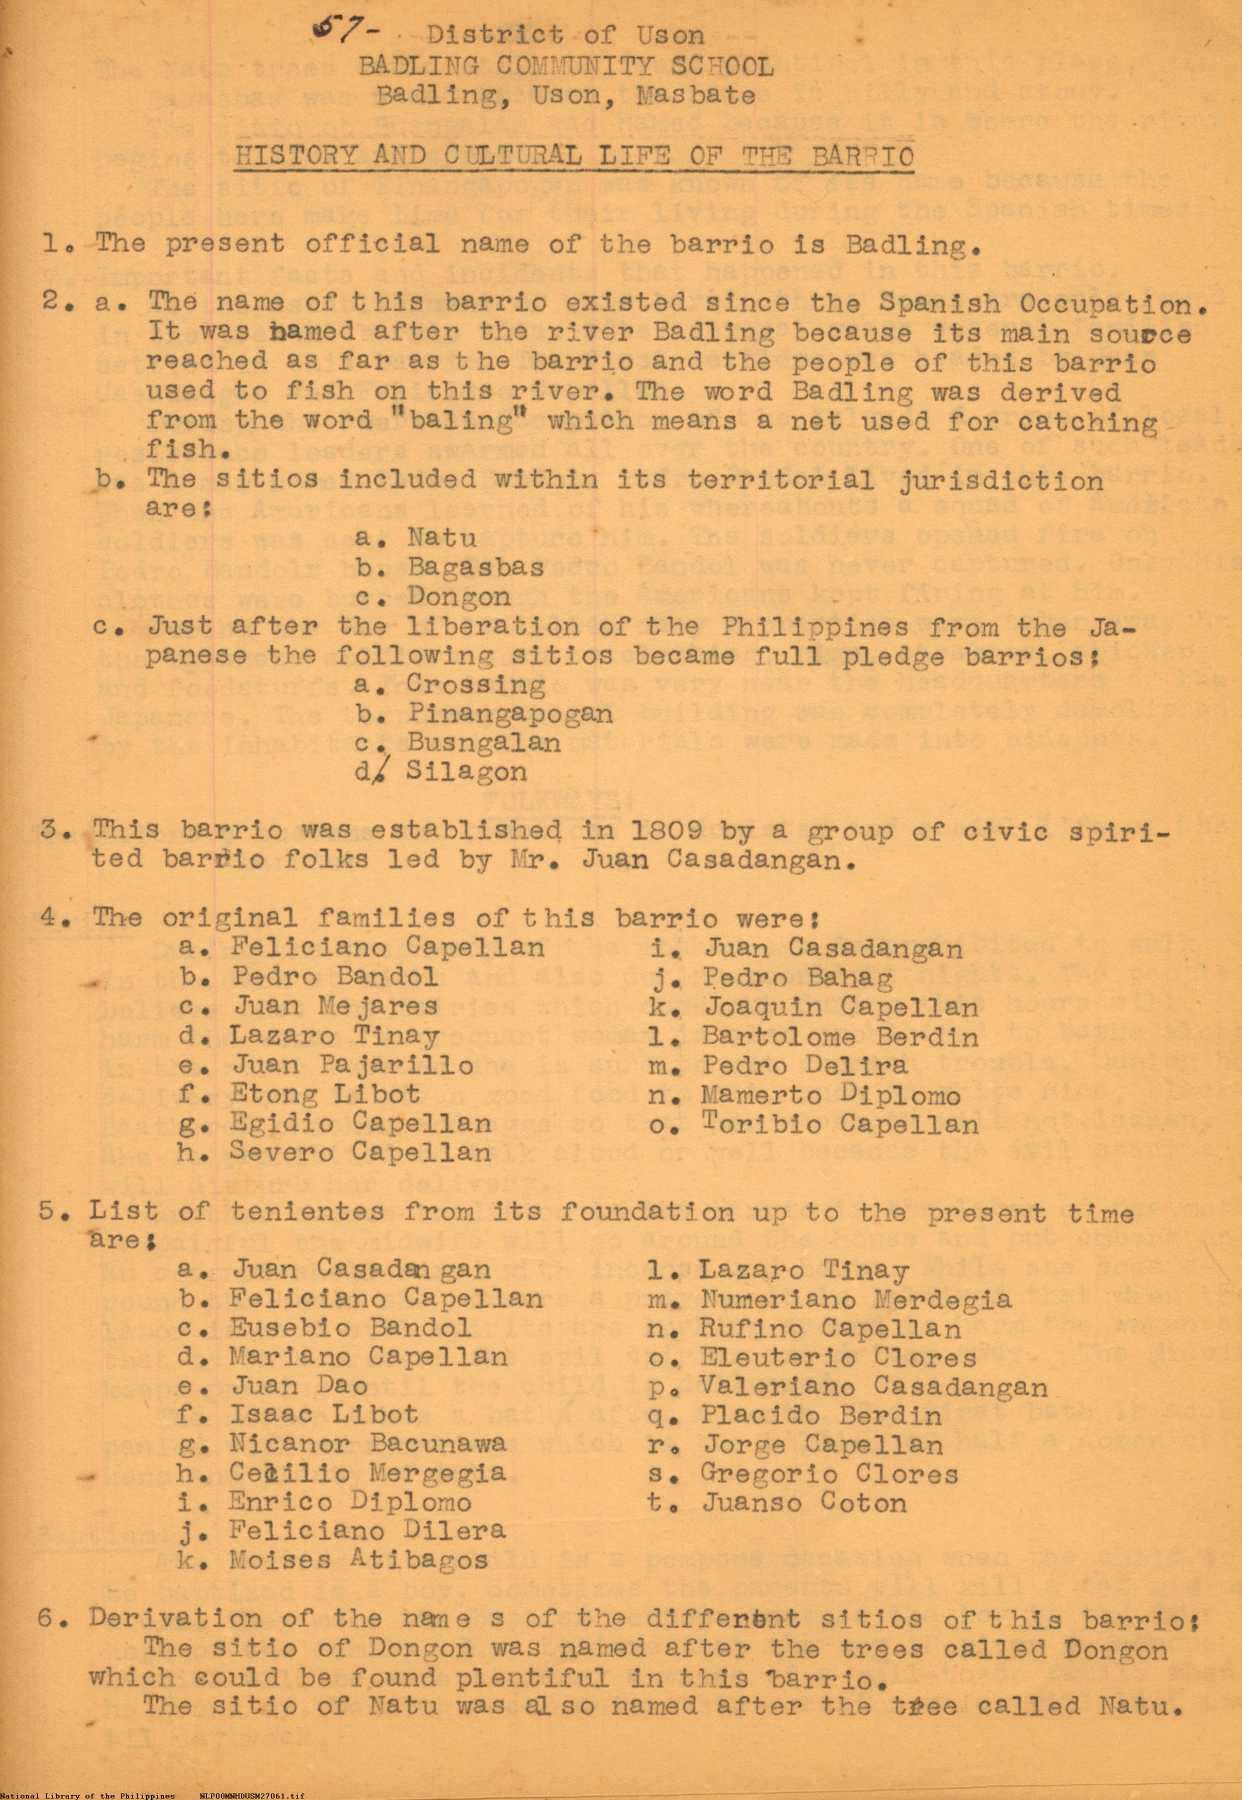 57-
District of Uson
BADLING COMMUNITY SCHOOL
Badling, Uson, Masbate
HISTORY AND CULTURAL LIFE OF THE BARRIO
1. The present official name of the barrio is Badling.
2. a. The name of this barrio existed since the Spanish Occupation.
It was named after the river Badling because its main source
reached as far as the barrio and the people of this barrio
used to fish on this river. The word Badling was derived
from the word "baling" which means a net used for catching
fish.
b. The sitios included within its territorial jurisdiction
are:
a. Natu
b. Bagasbas
c. Dongon
c. Just after the liberation of the Philippines from the Ja-
panese the following sitios became full pledge barrios:
a. Crossing
b. Pinangapogan
c. Busngalan
d. Silagon
3. This barrio was established in 1809 by a group of civic spiri-
ted barrio folks led by Mr. Juan Casadangan.
4. The original families of this barrio were:
a. Feliciano Capellan
b. Pedro Bandol
c. Juan Mejares
d. Lazaro Tinay
e. Juan Pajarillo
f. Etong Libot
g. Egidio Capellan
h. Severo Capellan
i. Juan Casadangan
j. Pedro Bahag
k. Joaquin Capellan
l. Bartolome Berdin
m. Pedro Delira
n. Mamerto Diplomo
o. Toribio Capellan
5. List of tenientes from its foundation up to the present time
are:
a. Juan Casadangan
b. Feliciano Capellan
c. Eusebio Bandol
d. Mariano Capellan
e. Juan Dao
f. Isaac Libot
g. Nicanor Bacunawa
h. Cecilio Mergegia
i. Enrico Diplomo
j. Feliciano Dilera
k. Moises Atibagos
l. Lazaro Tinay
m. Numeriano Merdegia
n. Rufino Capellan
o. Eleuterio Clores
p. Valeriano Casadangan
q. Placido Berdin
r. Jorge Capellan
s. Gregorio Clores
t. Juanso Coton
6. Derivation of the names of the different sitios of this barrio:
The sitio of Dongon was named after the trees called Dongon
which could be found plentiful in this barrio.
The sitio of Natu was also named after the tree called Natu.
National Library of the Philippines NLPOOMNHDUSM27061.tif